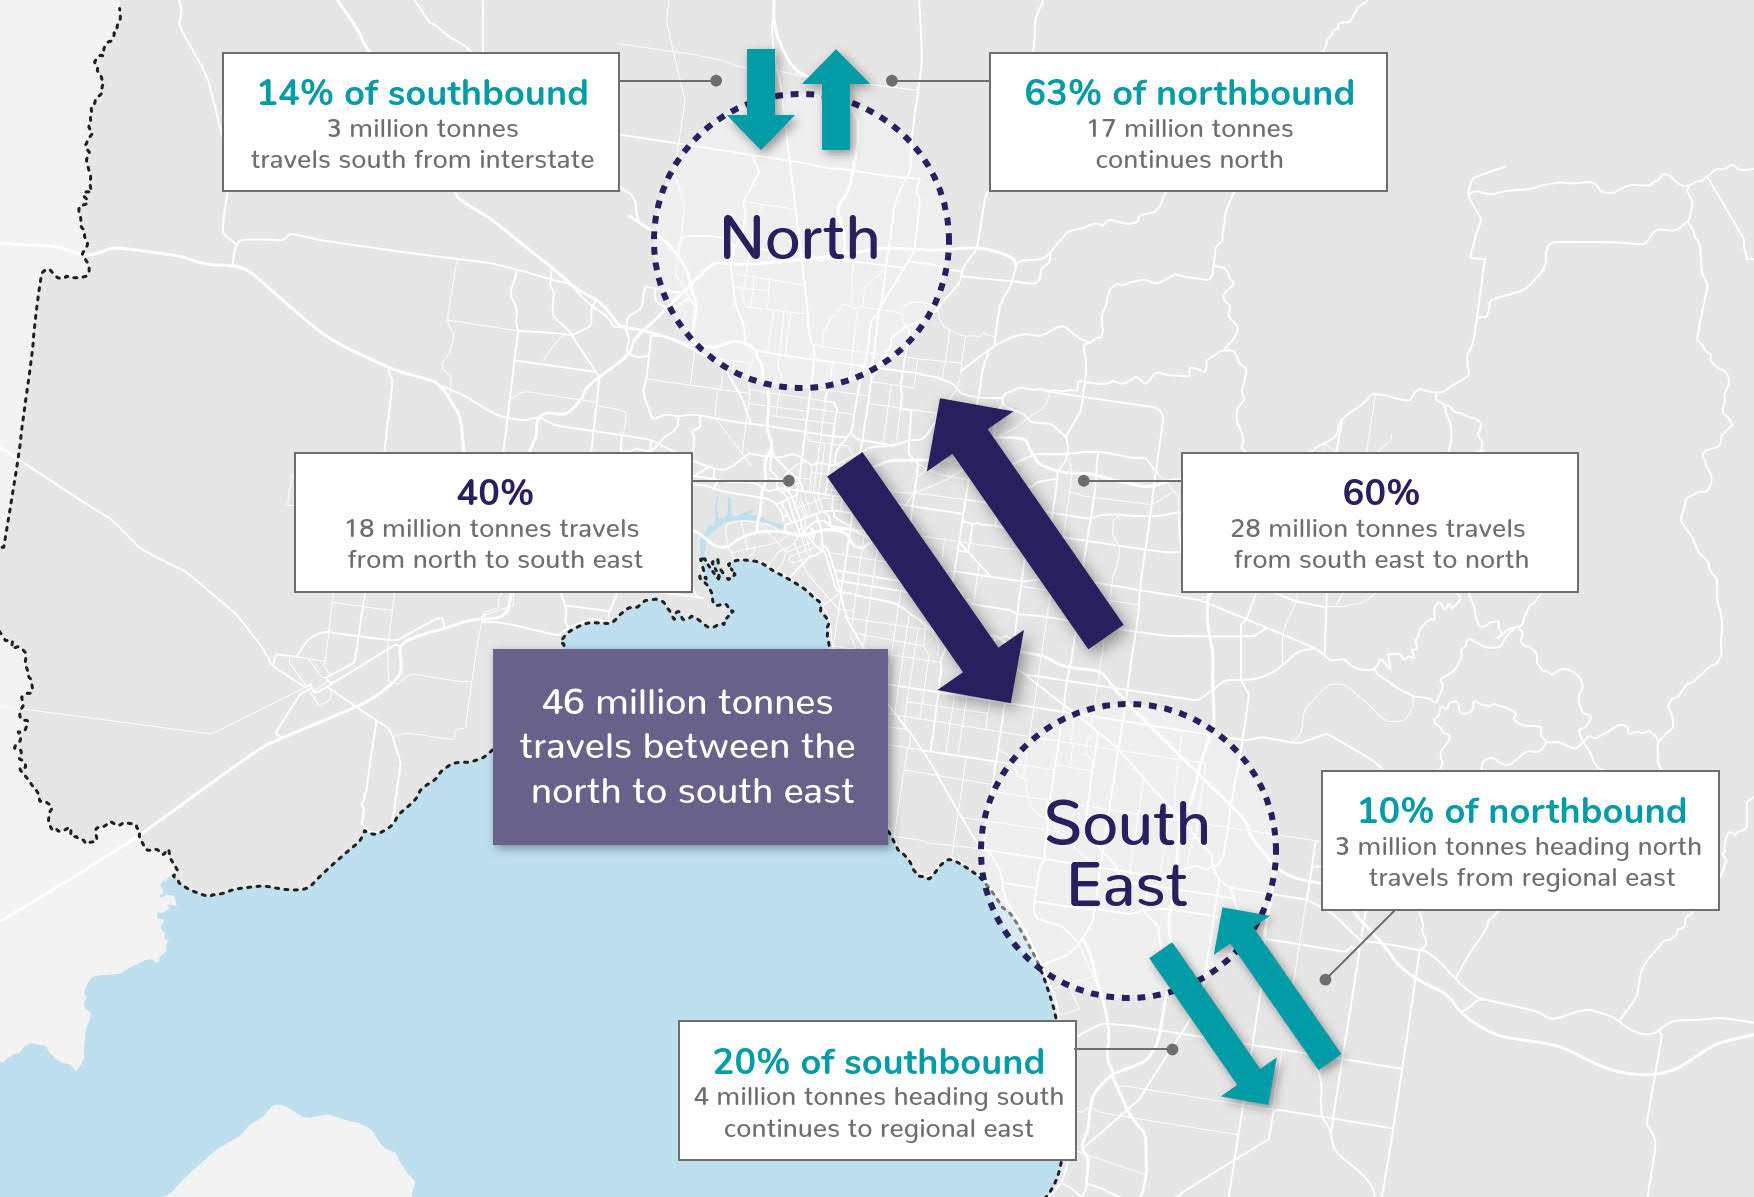 14% of southbound
3 million tonnes
travels south from interstate
63% of northbound
17 million tonnes
continues north
North
40%
18 million tonnes travels
from north to south east
60%
28 million tonnes travels
from south east to north
46 million tonnes
travels between the
north to south east
South
East
10% of northbound
3 million tonnes heading north
travels from regional east
20% of southbound
4 million tonnes heading south
continues to regional east